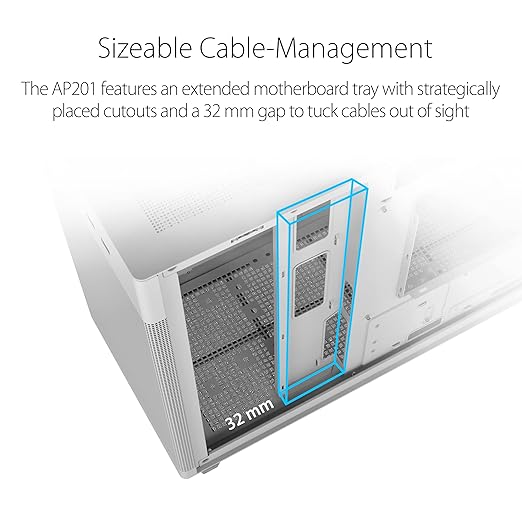 Sizeable Cable-Management
The AP201 features an extended motherboard tray with strategically
placed cutouts and a 32 mm gap to tuck cables out of sight
32 mm